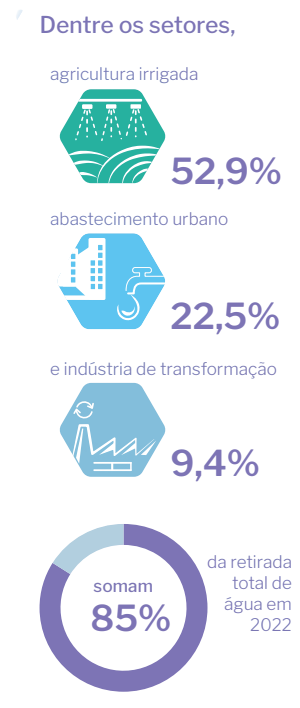 Dentre os setores,
agricultura irrigada
52,9%
abastecimento urbano
22,5%
e indústria de transformação
9,4%
somam
85%
da retirada
total de
água em
2022